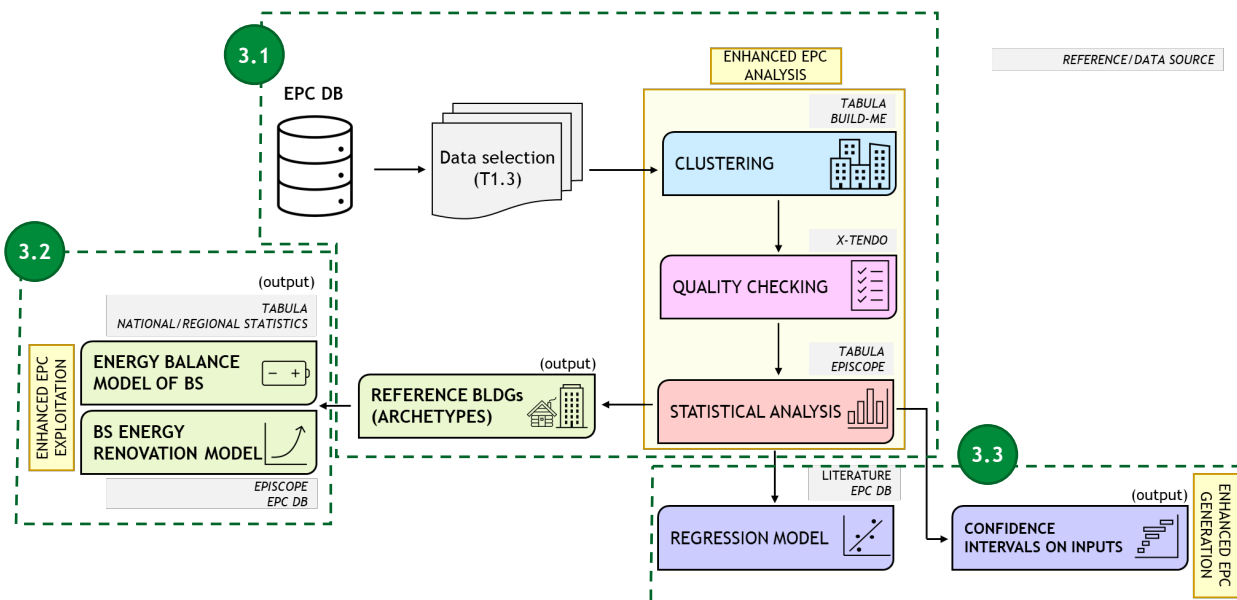 3.1
ENHANCED EPC
ANALYSIS
REFERENCE/DATA SOURCE
EPC DB
TABULA
BUILD-ME
Data selection
(T1.3)
CLUSTERING
3.2
X-TENDO
(output)
QUALITY CHECKING
TABULA
NATIONAL/REGIONAL STATISTICS
ENHANCED EPC
EXPLOITATION
ENERGY BALANCE
MODEL OF BS
- +
TABULA
EPISCOPE
(output)
REFERENCE BLDGs
(ARCHETYPES)
STATISTICAL ANALYSIS
BS ENERGY
RENOVATION MODEL
3.3
EPISCOPE
EPC DB
LITERATURE
EPC DB
(output)
ENHANCED EPC
GENERATION
REGRESSION MODEL
CONFIDENCE
INTERVALS ON INPUTS